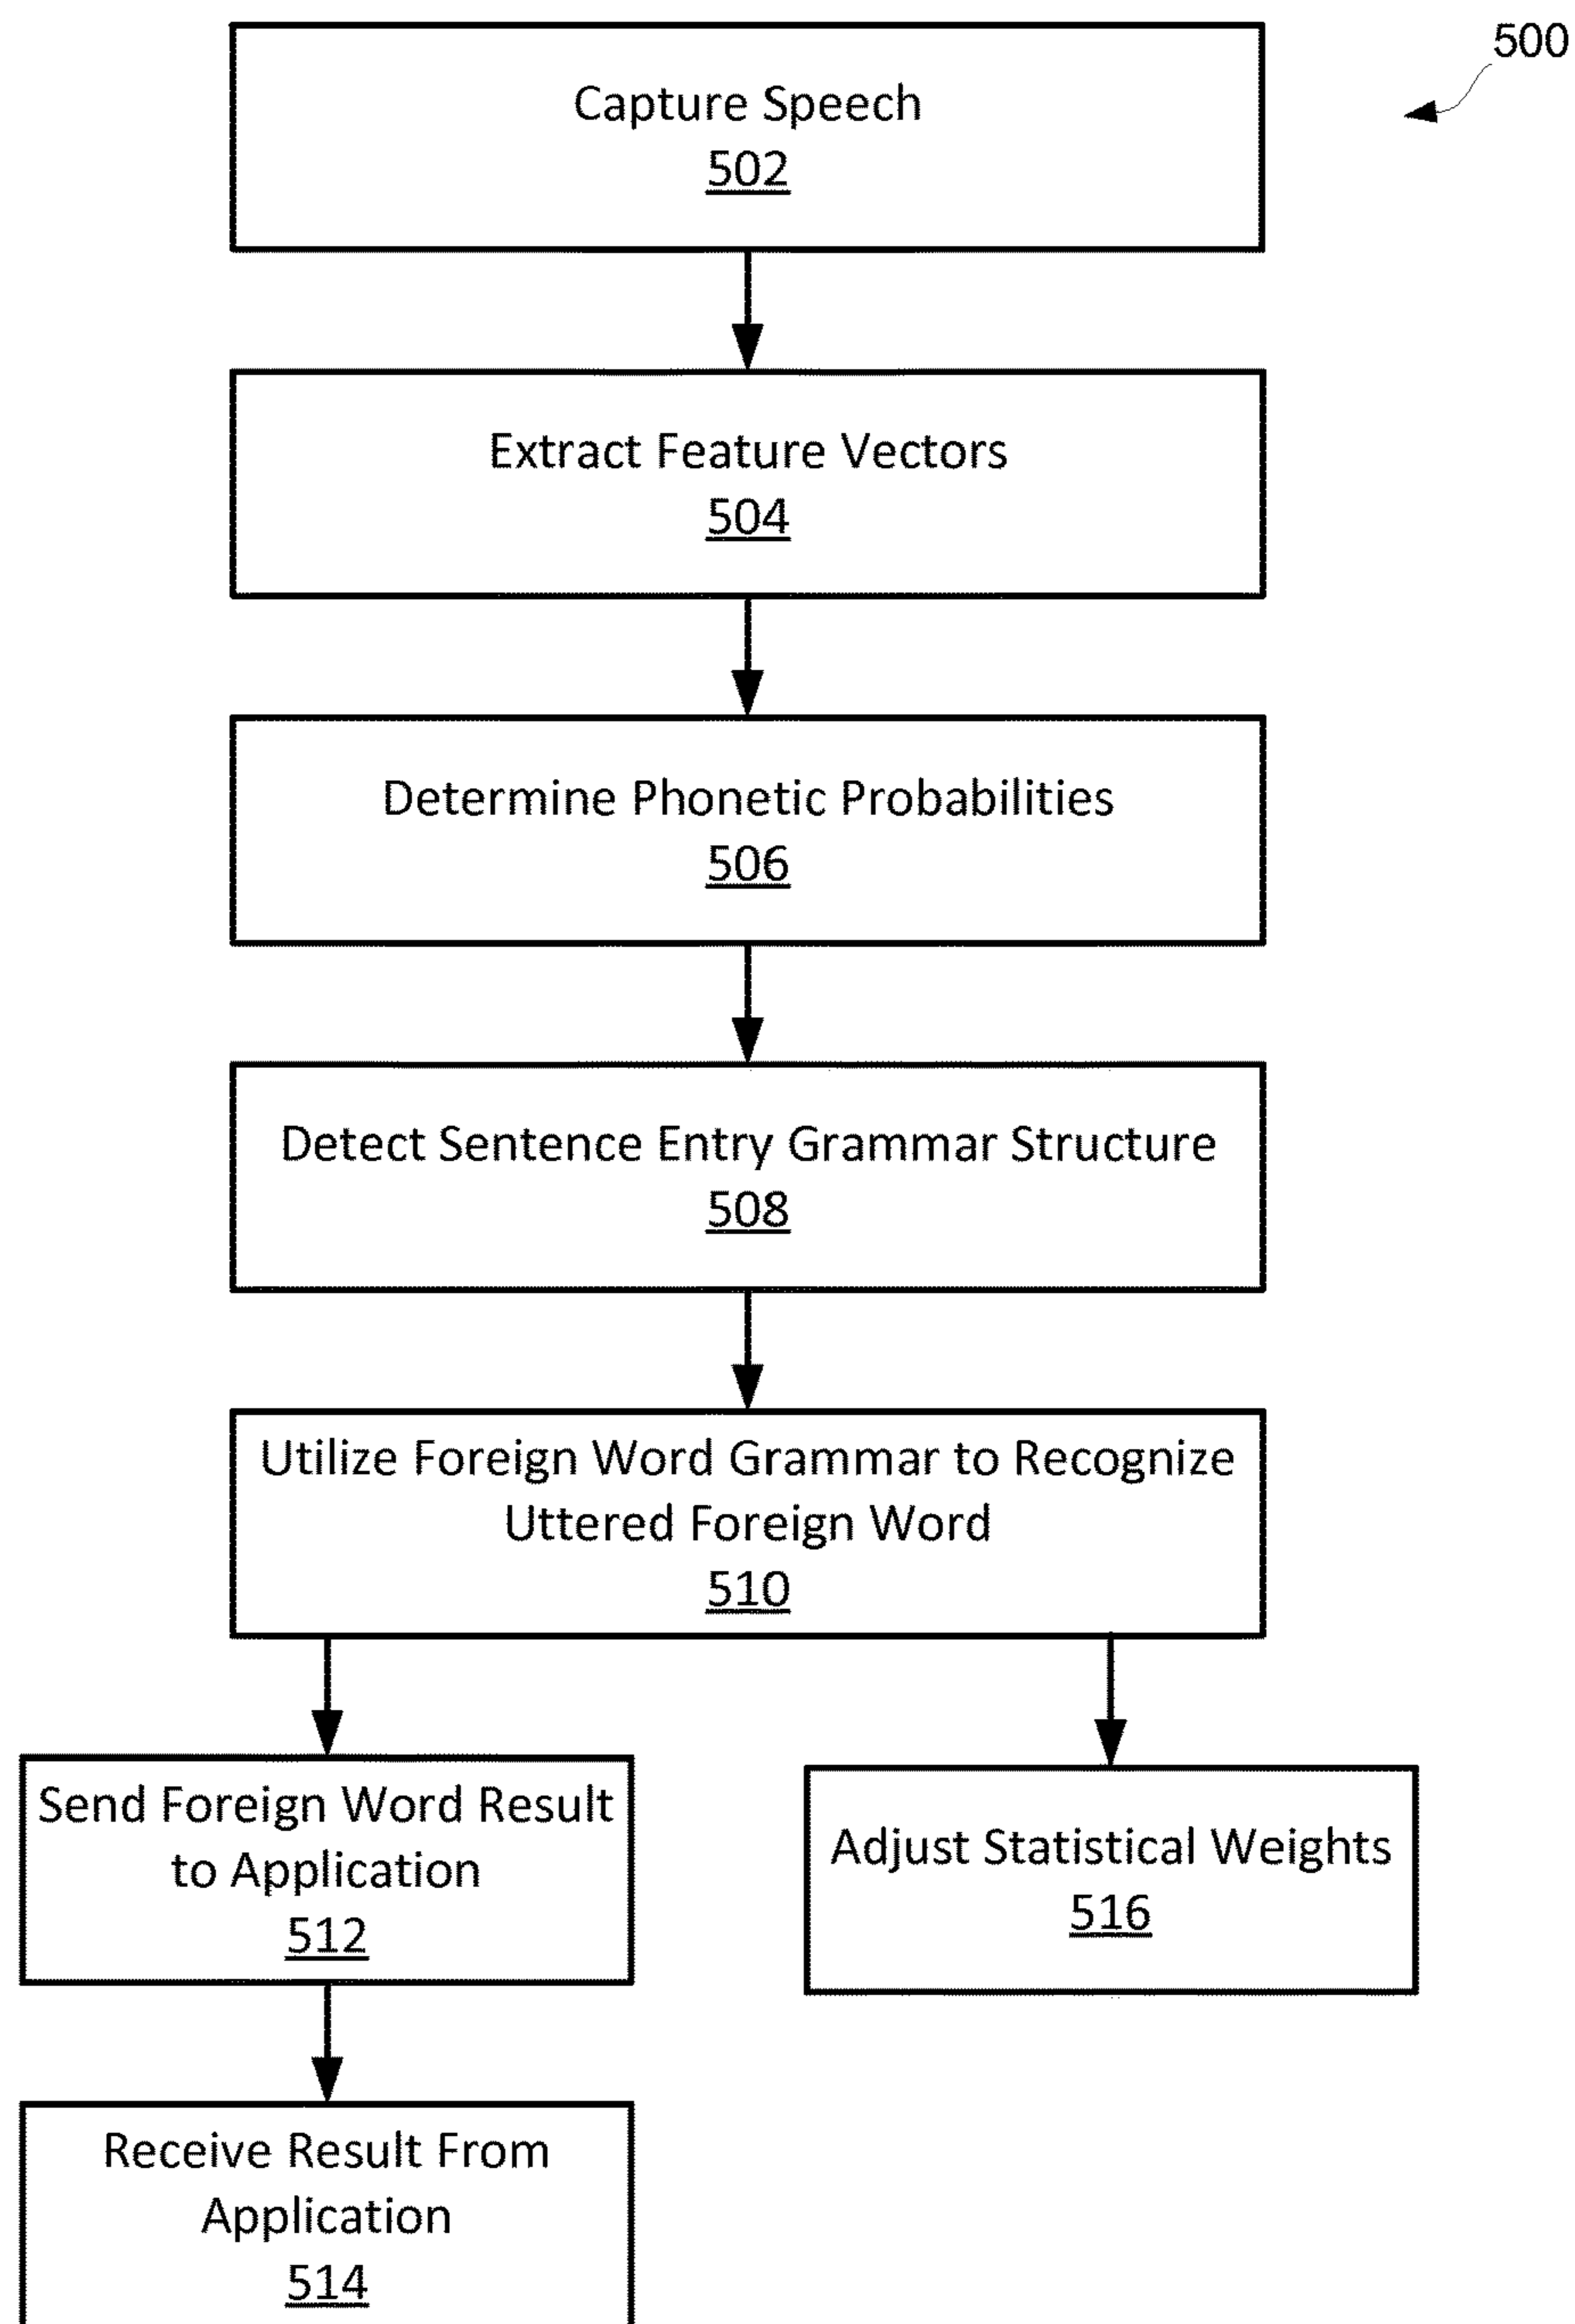 500
Capture Speech
502
Extract Feature Vectors
504
Determine Phonetic Probabilities
506
Detect Sentence Entry Grammar Structure
508
Utilize Foreign Word Grammar to Recognize
Uttered Foreign Word
510
Send Foreign Word Result
to Application
512
Adjust Statistical Weights
516
Receive Result From
Application
514